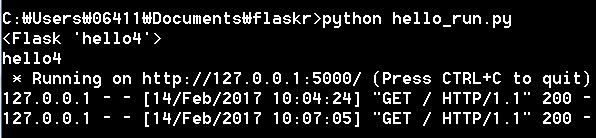 C:₩Users₩06411₩Documents₩flaskr>python hello_run.py
<Flask 'hello4'>
hello4
 * Running on http://127.0.0.1:5000/ (Press CTRL+C to quit)
127.0.0.1 - - [14/Feb/2017 10:04:24] "GET / HTTP/1.1" 200 -
127.0.0.1 - - [14/Feb/2017 10:07:05] "GET / HTTP/1.1" 200 -